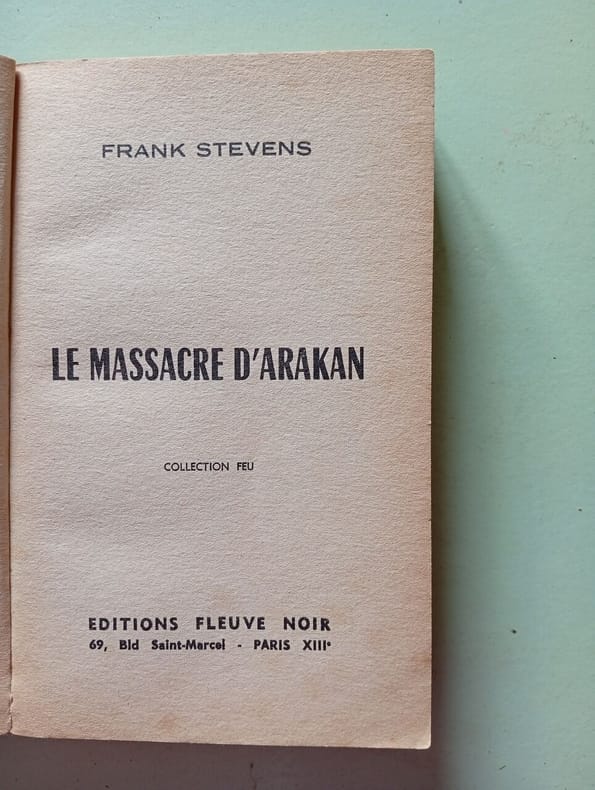 FRANK STEVENS
LE MASSACRE D'ARAKAN
COLLECTION FEU
EDITIONS FLEUVE NOIR
69, Bld Saint-Marcel - PARIS XIIIᵉ